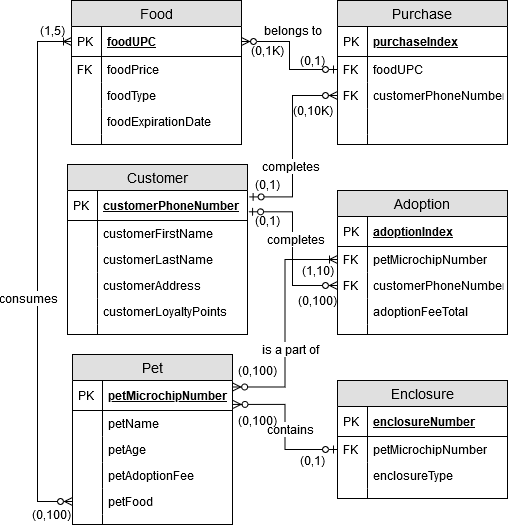 Food
PK foodUPC
FK foodPrice
foodType
foodExpirationDate
(1,5)
belongs to
(0,1K)
(0,1)
Purchase
PK purchaseIndex
FK foodUPC
FK customerPhoneNumber
(0,10K)
completes
(0,1)
Customer
PK customerPhoneNumber
customerFirstName
customerLastName
customerAddress
customerLoyaltyPoints
(0,1)
completes
Adoption
PK adoptionIndex
FK petMicrochipNumber
FK customerPhoneNumber
adoptionFeeTotal
(1,10)
(0,100)
consumes
is a part of
(0,100)
Pet
PK petMicrochipNumber
petName
petAge
petAdoptionFee
petFood
(0,100)
(0,100)
contains
(0,1)
Enclosure
PK enclosureNumber
FK petMicrochipNumber
enclosureType